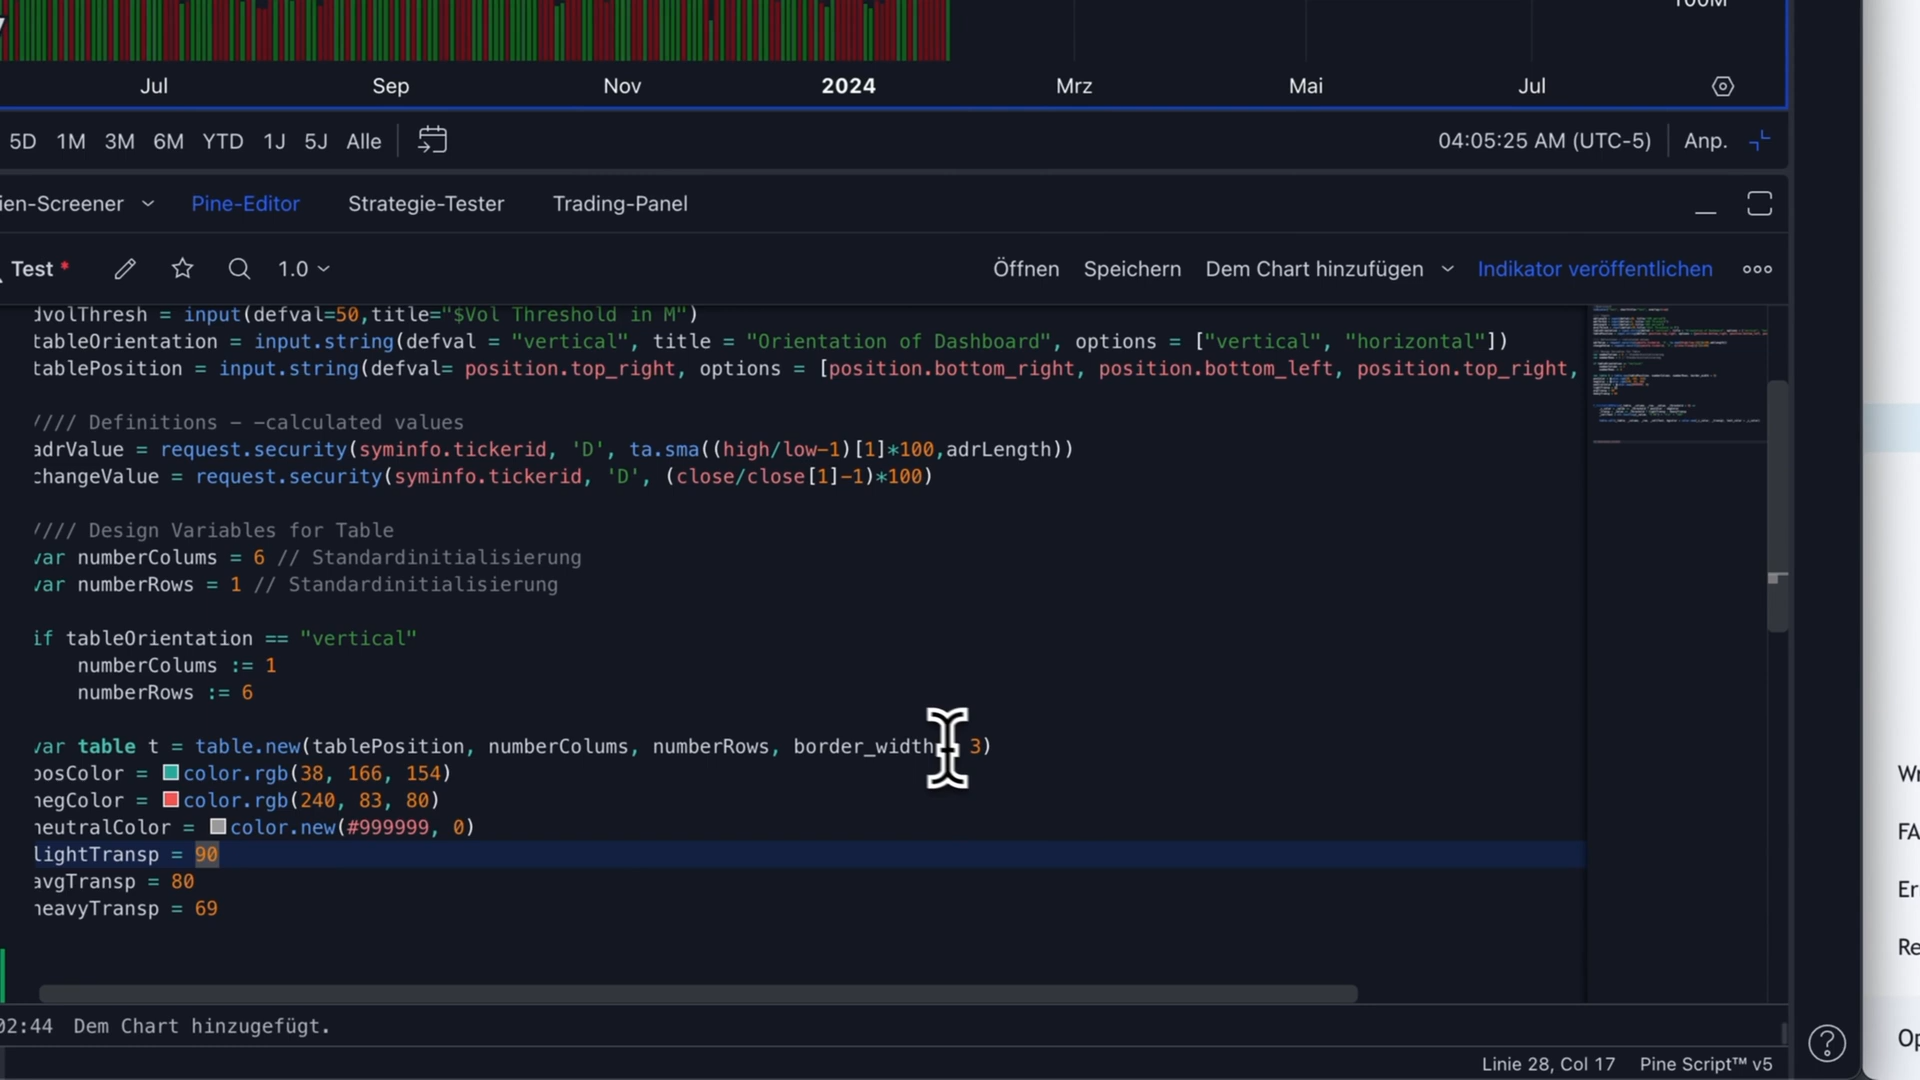 100M
Jul Sep Nov 2024 Mrz Mai Jul
5D 1M 3M 6M YTD 1J 5J Alle 04:05:25 AM (UTC-5) Anp.
ien-Screener Pine-Editor Strategie-Tester Trading-Panel
Test * 1.0 Öffnen Speichern Dem Chart hinzufügen Indikator veröffentlichen
dvolThresh = input(defval=50,title="$Vol Threshold in M")
tableOrientation = input.string(defval = "vertical", title = "Orientation of Dashboard", options = ["vertical", "horizontal"])
tablePosition = input.string(defval= position.top_right, options = [position.bottom_right, position.bottom_left, position.top_right,
//// Definitions - -calculated values
adrValue = request.security(syminfo.tickerid, 'D', ta.sma((high/low-1)[1]*100,adrLength))
changeValue = request.security(syminfo.tickerid, 'D', (close/close[1]-1)*100)
//// Design Variables for Table
var numberColums = 6 // Standardinitialisierung
var numberRows = 1 // Standardinitialisierung
if tableOrientation == "vertical"
numberColums := 1
numberRows := 6
var table t = table.new(tablePosition, numberColums, numberRows, border_width = 3)
posColor = color.rgb(38, 166, 154)
negColor = color.rgb(240, 83, 80)
neutralColor = color.new(#999999, 0)
lightTransp = 90
avgTransp = 80
heavyTransp = 69
02:44 Dem Chart hinzugefügt.
Linie 28, Col 17 Pine Script™ v5
Wr
FA
Er
Re
Op